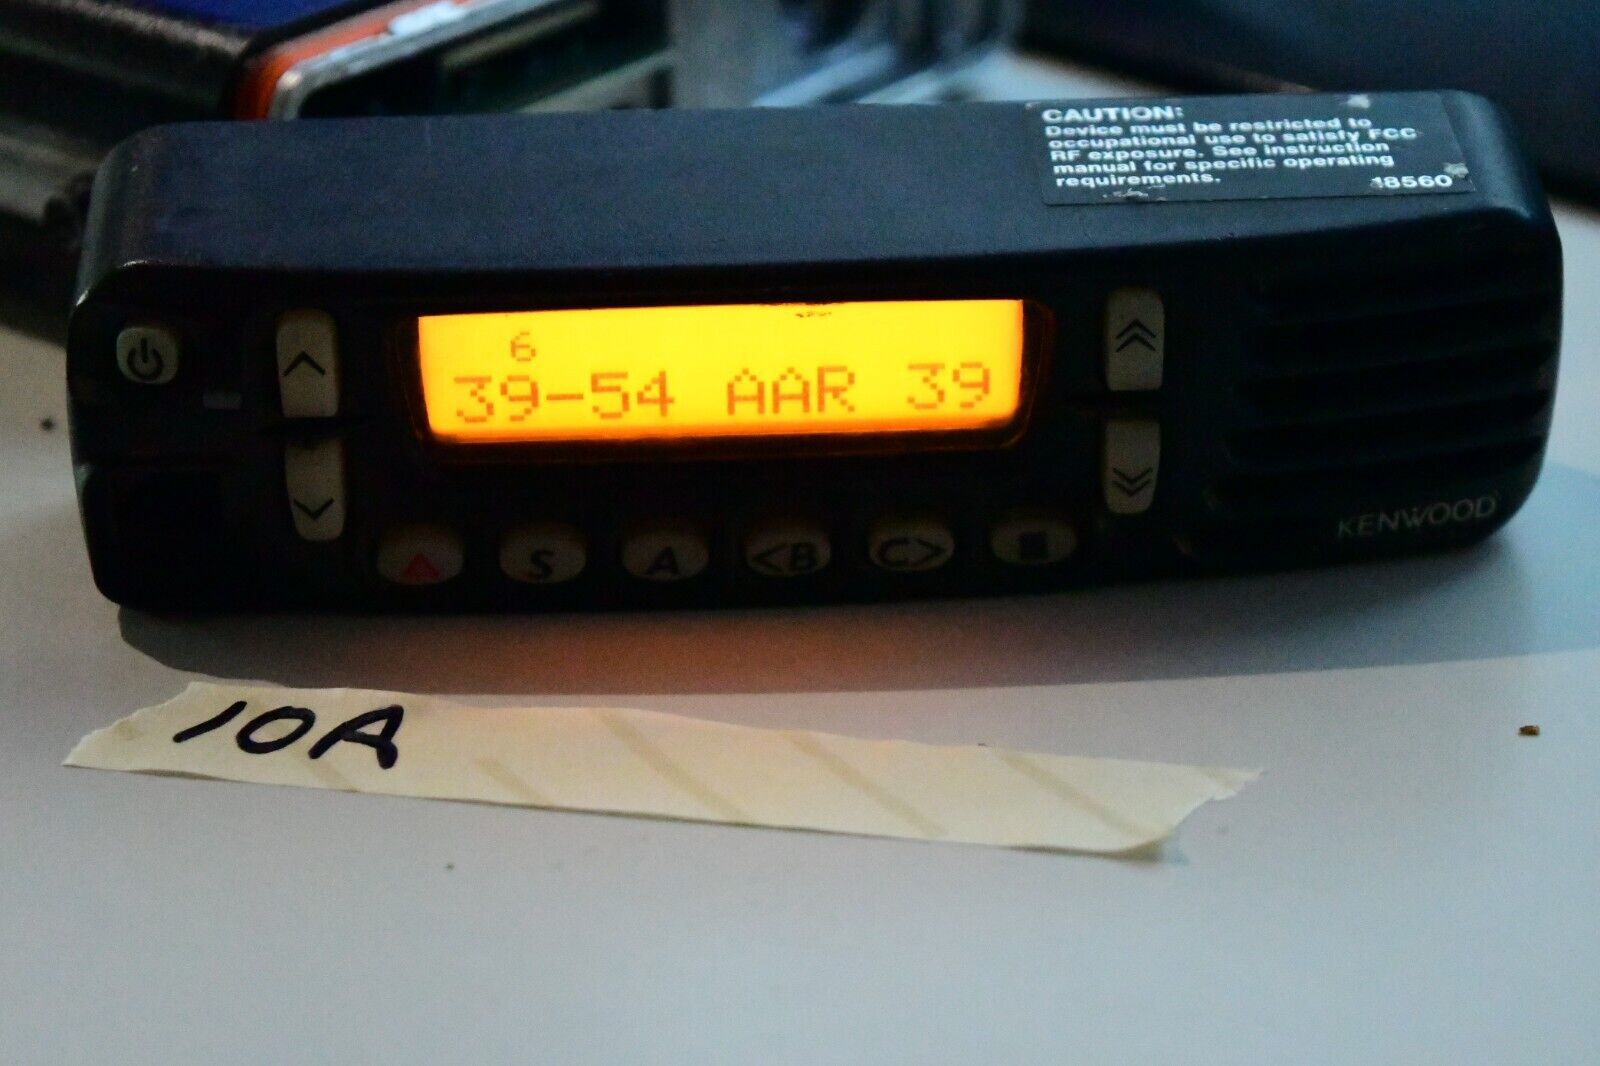 CAUTION:
Device must be restricted to
occupational use to satisfy FCC
RF exposure. See instruction
manual for specific operating
requirements. 18560
6
39-54 AAR 39
S A <B C>
KENWOOD
10A